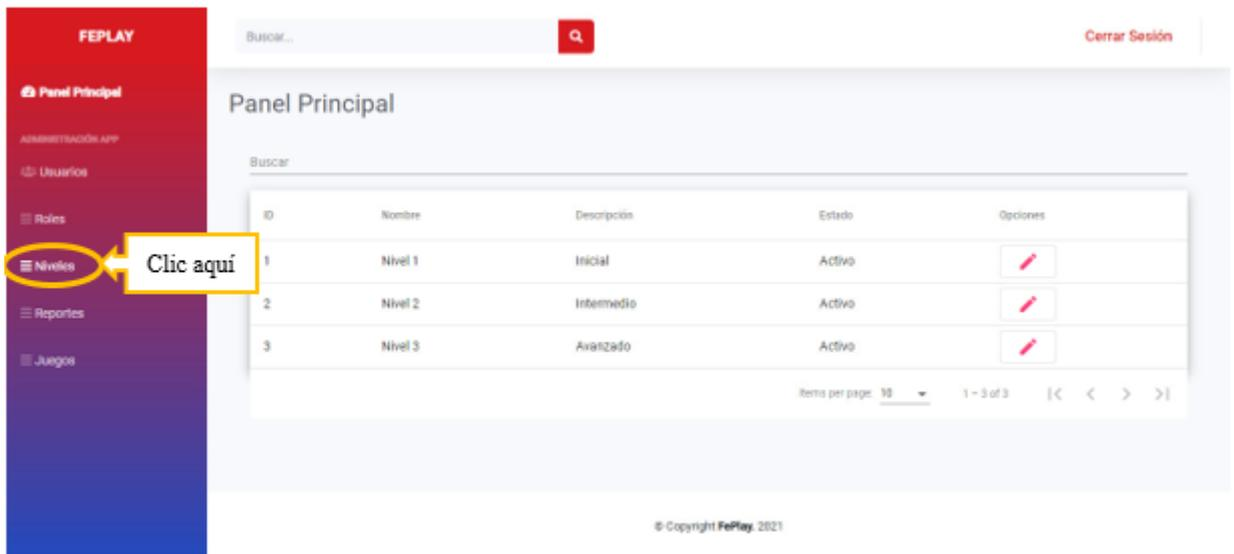 FEPLAY
Buscar...
Cerrar Sesión
Panel Principal
Panel Principal
ADMINISTRACIÓN APP
Usuarios
Roles
Niveles
Reportes
Juegos
Clic aquí
Buscar
ID Nombre Descripción Estado Opciones
1 Nivel 1 Inicial Activo
2 Nivel 2 Intermedio Activo
3 Nivel 3 Avanzado Activo
Items per page: 10 1 – 3 of 3
© Copyright FePlay. 2021